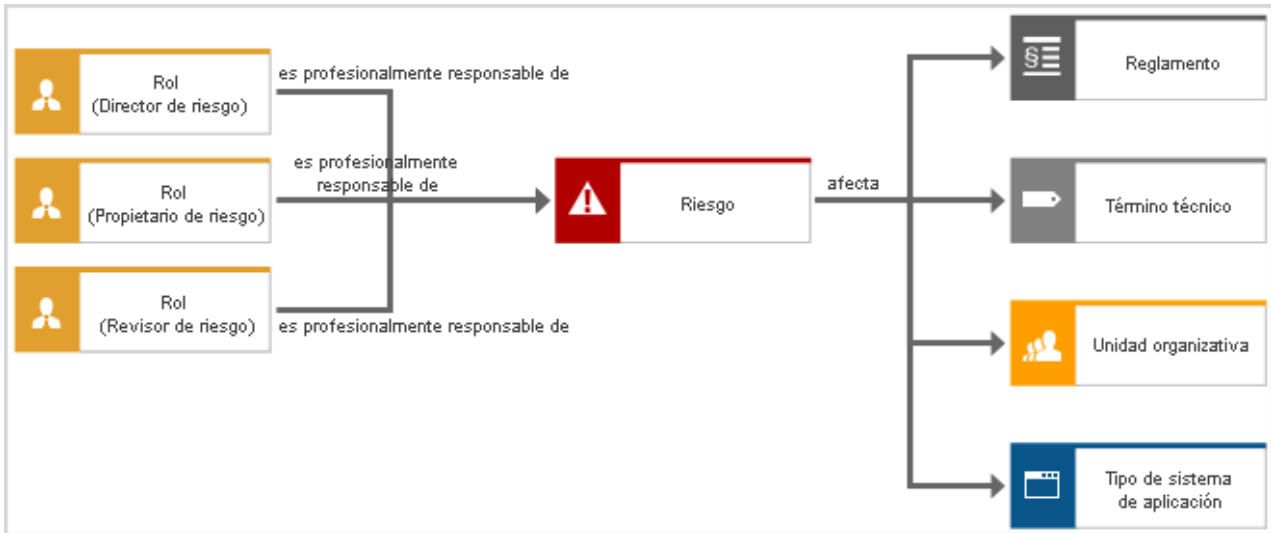 Rol
(Director de riesgo)
es profesionalmente responsable de
Rol
(Propietario de riesgo)
es profesionalmente
responsable de
Rol
(Revisor de riesgo)
es profesionalmente responsable de
Riesgo
afecta
§
Reglamento
Término técnico
Unidad organizativa
Tipo de sistema
de aplicación